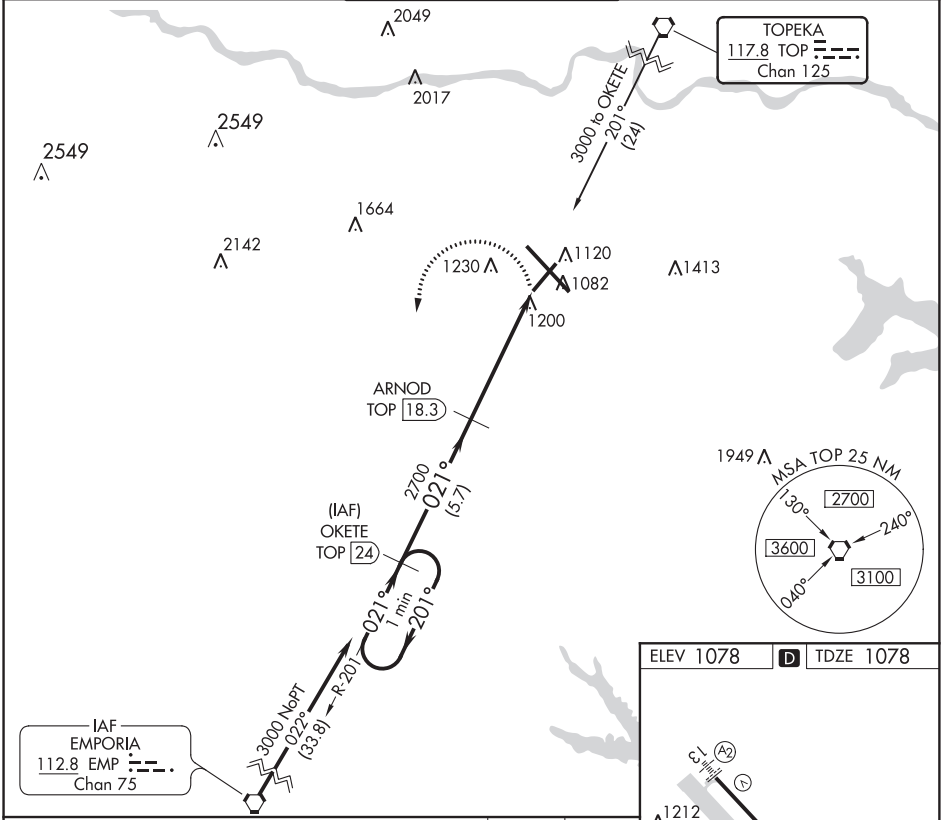 2049
TOPEKA
117.8 TOP
Chan 125
2017
3000 to OKETE
201°
(24)
2549
2549
1664
2142
1230
1120
1413
1082
1200
ARNOD
TOP 18.3
2700
021°
(5.7)
1949
MSA TOP 25 NM
130°
2700
240°
3600
3100
040°
(IAF)
OKETE
TOP 24
021°
1 min
201°
R-201
3000 NoPT
022°
(33.8)
IAF
EMPORIA
112.8 EMP
Chan 75
ELEV 1078 D TDZE 1078
13
A2
V
1212